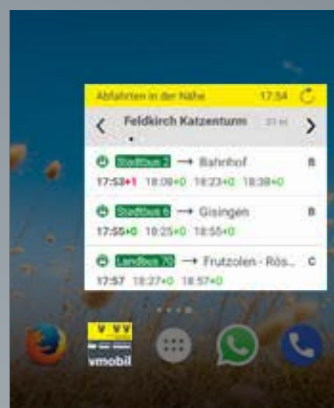 Abfahrten in der Nähe 17:54
Feldkirch Katzenturm 31 m
Stadtbus 2 → Bahnhof B
17:53+1 18:08+0 18:23+0 18:38+0
Stadtbus 6 → Gisingen B
17:55+0 18:25+0 18:55+0
Landbus 70 → Frutzolen - Rös... C
17:57 18:27+0 18:57+0
V VV
vmobil